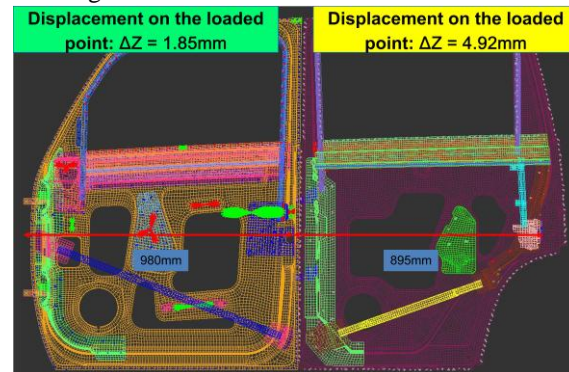 Displacement on the loaded
point: ΔZ = 1.85mm
Displacement on the loaded
point: ΔZ = 4.92mm
980mm
895mm